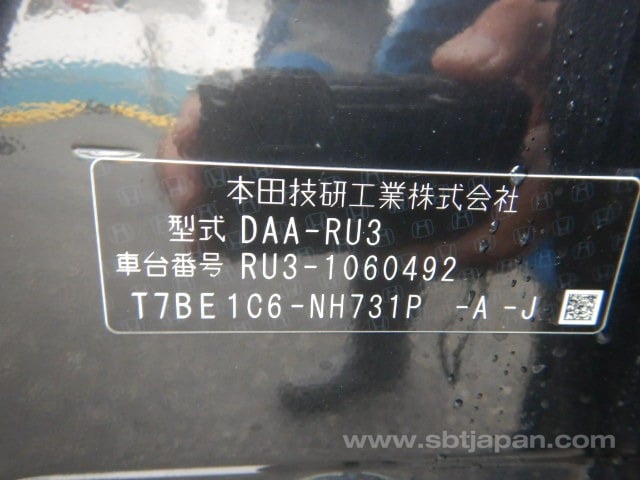 本田技研工業株式会社
型式 DAA-RU3
車台番号 RU3-1060492
T7BE1C6-NH731P -A -J
www.sbtjapan.com